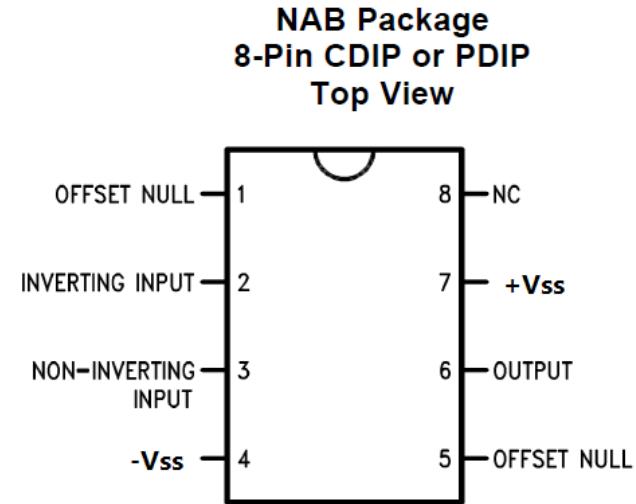 NAB Package
8-Pin CDIP or PDIP
Top View
OFFSET NULL 1 8 NC
INVERTING INPUT 2 7 +Vss
NON-INVERTING 3 6 OUTPUT
INPUT
-Vss 4 5 OFFSET NULL